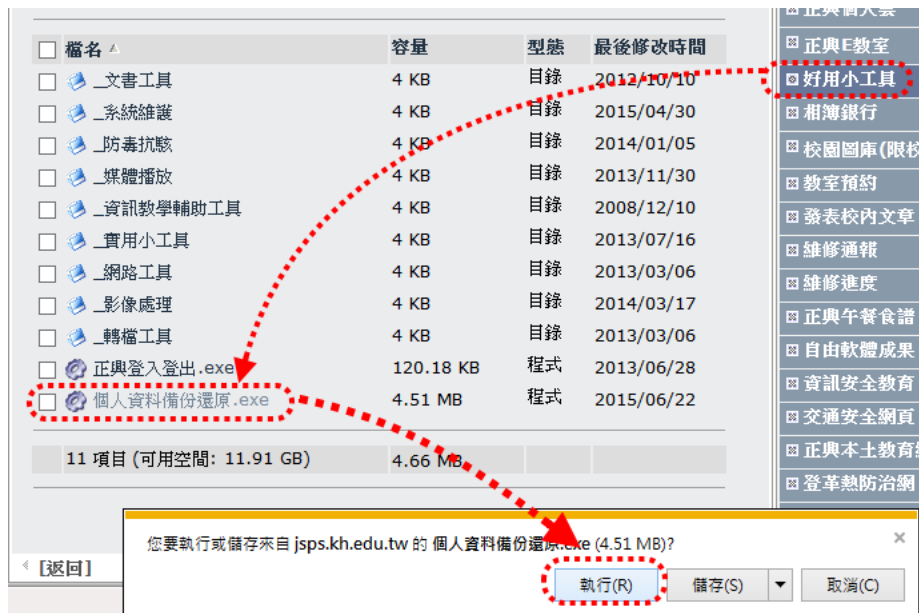 檔名 容量 型態 最後修改時間
_文書工具 4 KB 目錄 2012/10/10
_系統維護 4 KB 目錄 2015/04/30
_防毒抗駭 4 KB 目錄 2014/01/05
_媒體播放 4 KB 目錄 2013/11/30
_資訊教學輔助工具 4 KB 目錄 2008/12/10
_實用小工具 4 KB 目錄 2013/07/16
_網路工具 4 KB 目錄 2013/03/06
_影像處理 4 KB 目錄 2014/03/17
_轉檔工具 4 KB 目錄 2013/03/06
正興登入登出.exe 120.18 KB 程式 2013/06/28
個人資料備份還原.exe 4.51 MB 程式 2015/06/22
11 項目 (可用空間: 11.91 GB) 4.66 MB
[返回]
正興個人雲
正興E教室
好用小工具
相簿銀行
校園圖庫(限校
教室預約
發表校內文章
維修通報
維修進度
正興午餐食譜
自由軟體成果
資訊安全教育
交通安全網頁
正興本土教育
登革熱防治網
您要執行或儲存來自 jsps.kh.edu.tw 的 個人資料備份還原.exe (4.51 MB)?
執行(R) 儲存(S) 取消(C)